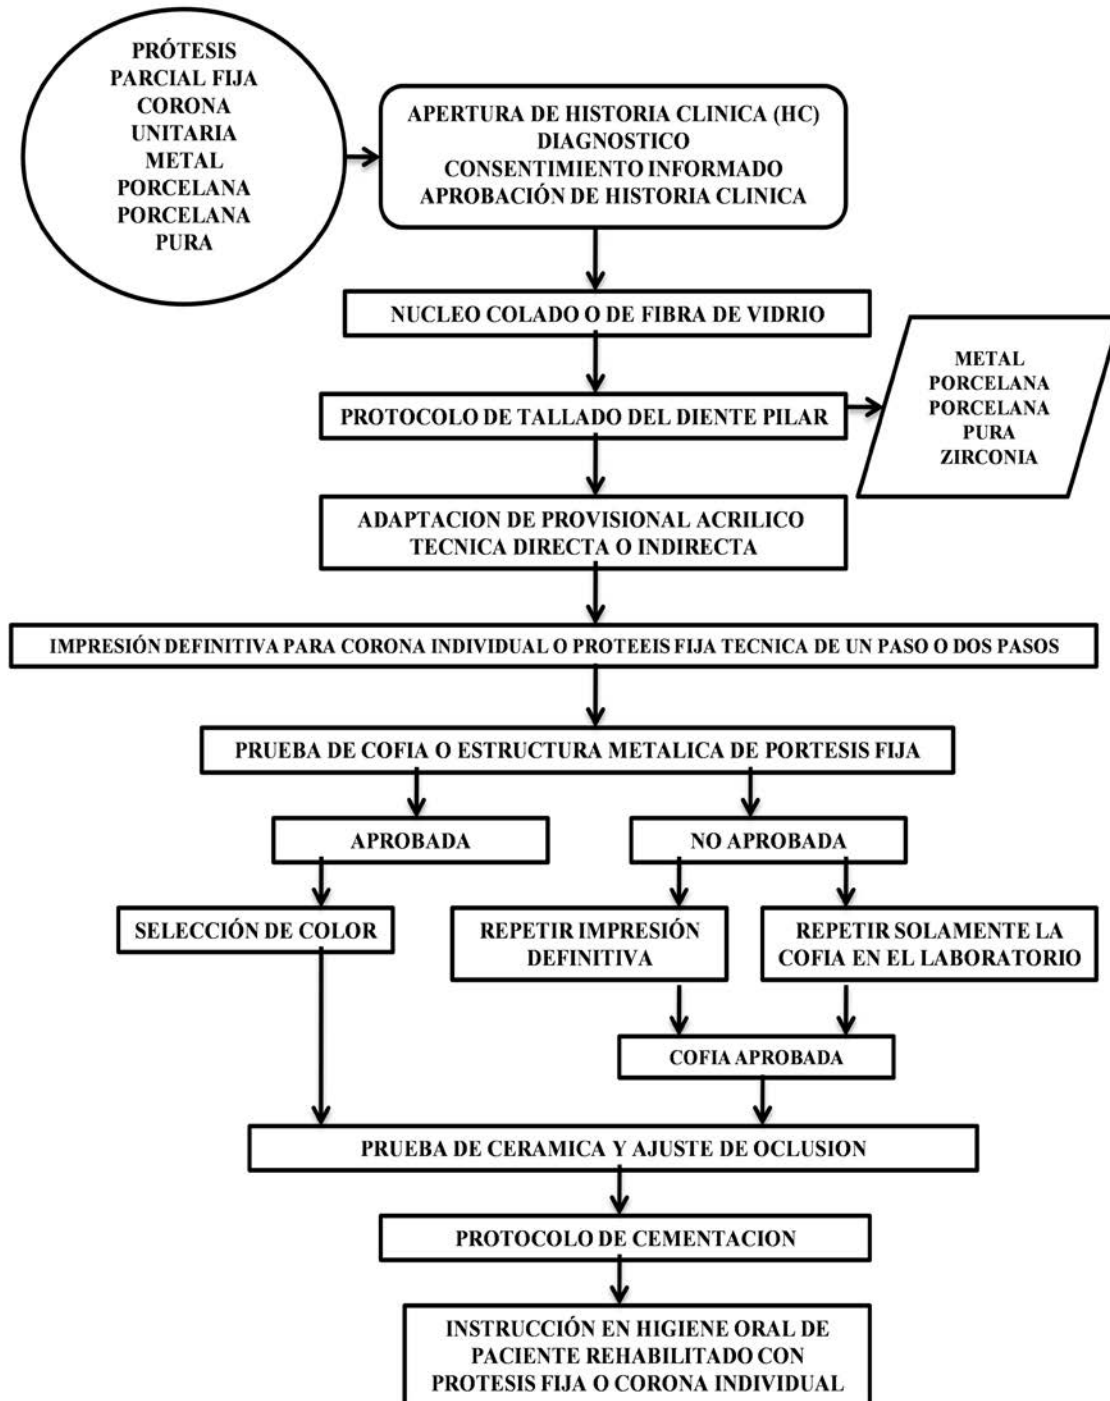 PRÓTESIS
PARCIAL FIJA
CORONA
UNITARIA
METAL
PORCELANA
PORCELANA
PURA
APERTURA DE HISTORIA CLINICA (HC)
DIAGNOSTICO
CONSENTIMIENTO INFORMADO
APROBACIÓN DE HISTORIA CLINICA
NUCLEO COLADO O DE FIBRA DE VIDRIO
PROTOCOLO DE TALLADO DEL DIENTE PILAR
METAL
PORCELANA
PORCELANA
PURA
ZIRCONIA
ADAPTACION DE PROVISIONAL ACRILICO
TECNICA DIRECTA O INDIRECTA
IMPRESIÓN DEFINITIVA PARA CORONA INDIVIDUAL O PROTEEIS FIJA TECNICA DE UN PASO O DOS PASOS
PRUEBA DE COFIA O ESTRUCTURA METALICA DE PORTESIS FIJA
APROBADA
NO APROBADA
SELECCIÓN DE COLOR
REPETIR IMPRESIÓN
DEFINITIVA
REPETIR SOLAMENTE LA
COFIA EN EL LABORATORIO
COFIA APROBADA
PRUEBA DE CERAMICA Y AJUSTE DE OCLUSION
PROTOCOLO DE CEMENTACION
INSTRUCCIÓN EN HIGIENE ORAL DE
PACIENTE REHABILITADO CON
PROTESIS FIJA O CORONA INDIVIDUAL